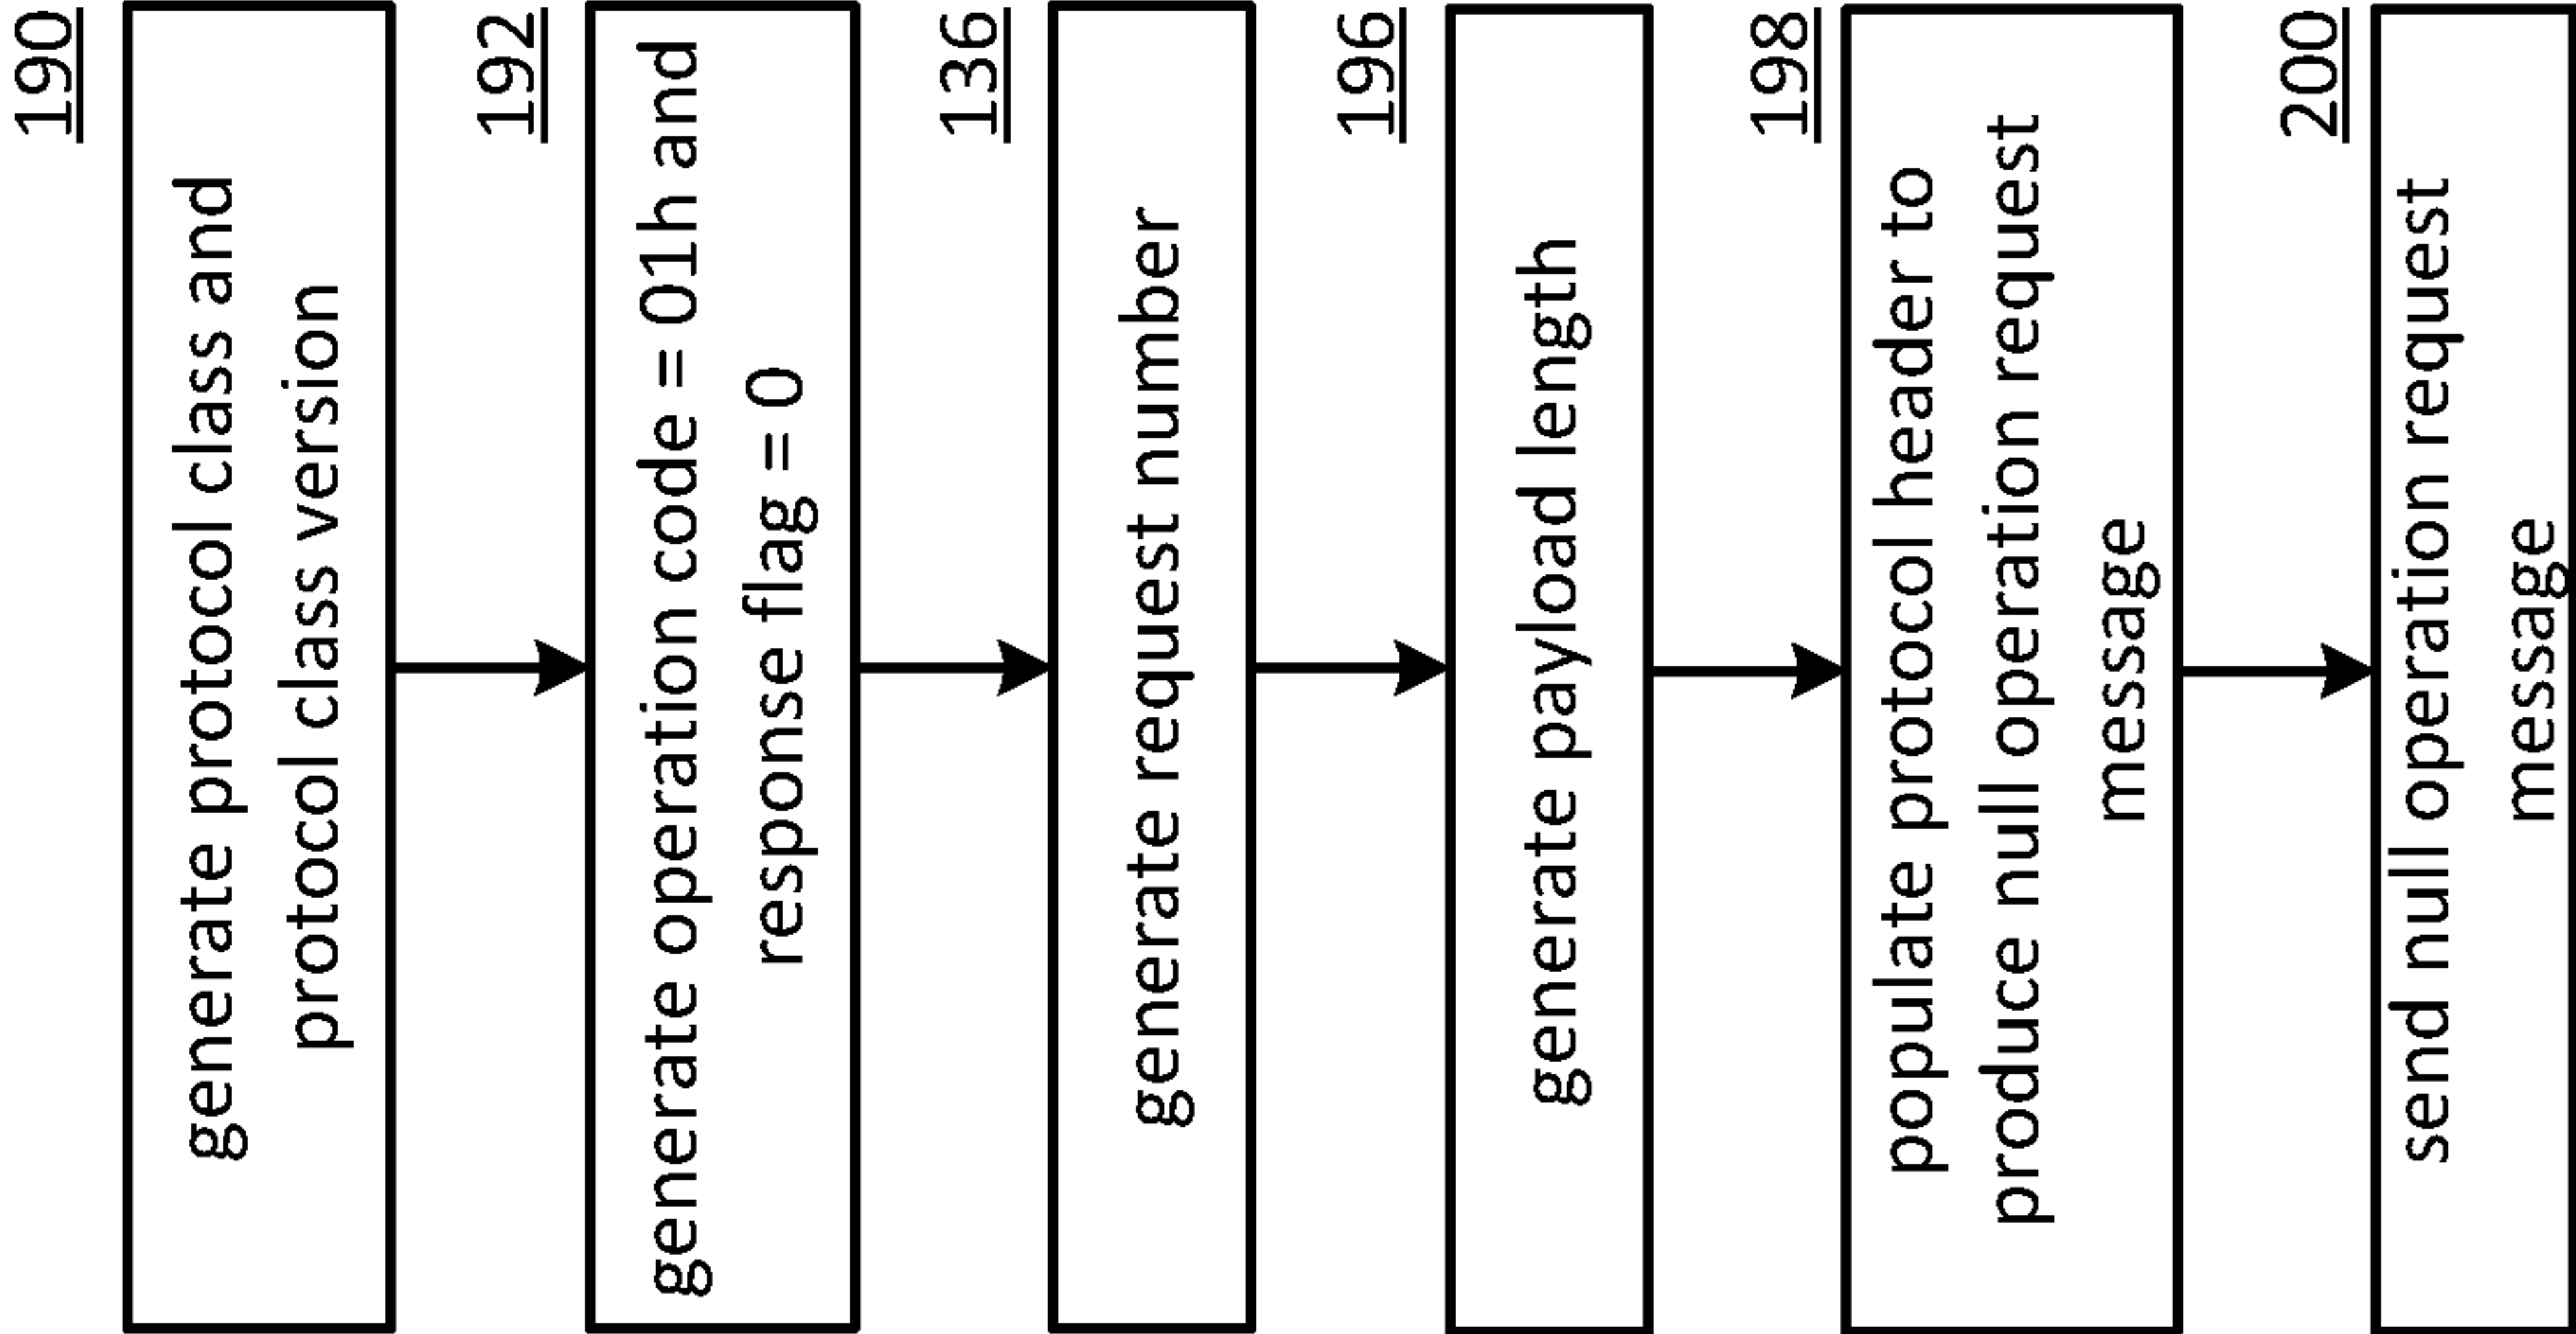 190
generate protocol class and
protocol class version
192
generate operation code = 01h and
response flag = 0
136
generate request number
196
generate payload length
198
populate protocol header to
produce null operation request
message
200
send null operation request
message